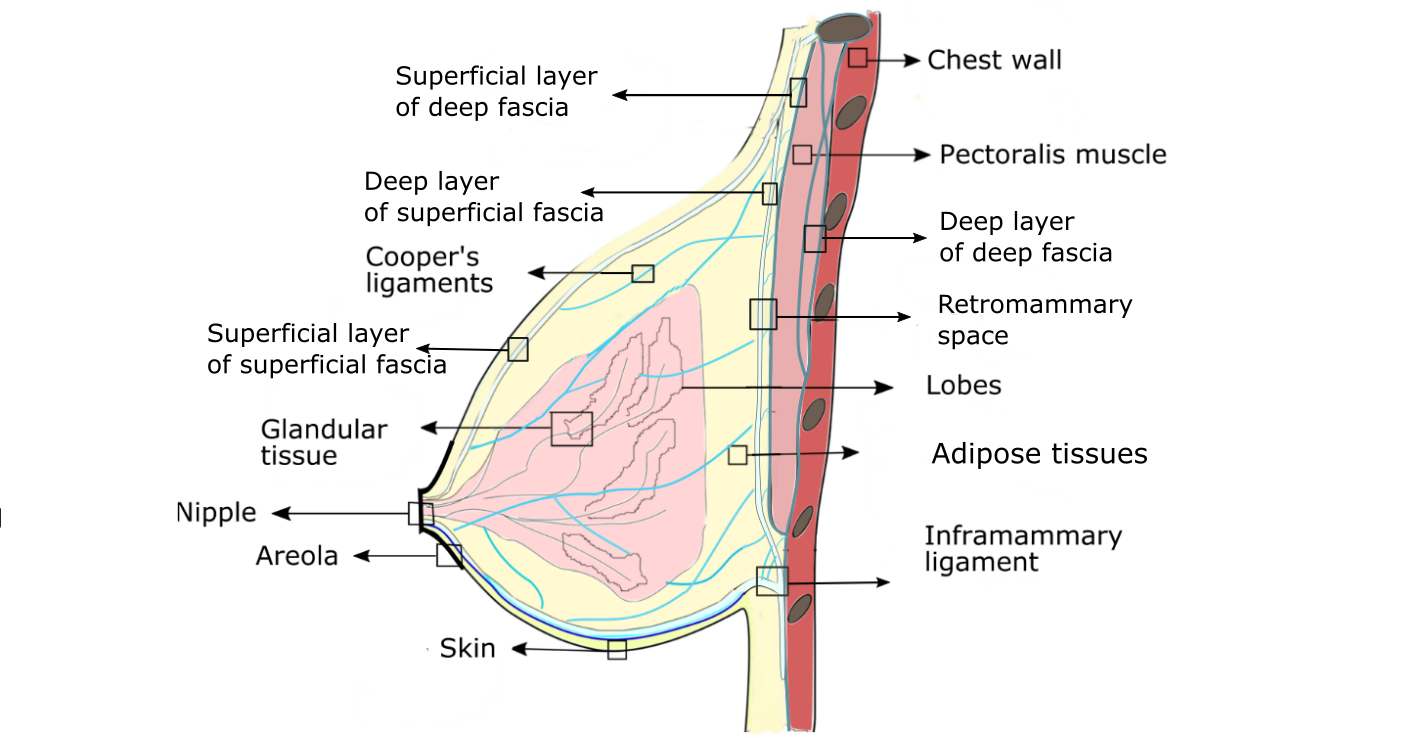 Superficial layer
of deep fascia
Deep layer
of superficial fascia
Cooper's
ligaments
Superficial layer
of superficial fascia
Glandular
tissue
Nipple
Areola
Skin
Chest wall
Pectoralis muscle
Deep layer
of deep fascia
Retromammary
space
Lobes
Adipose tissues
Inframammary
ligament